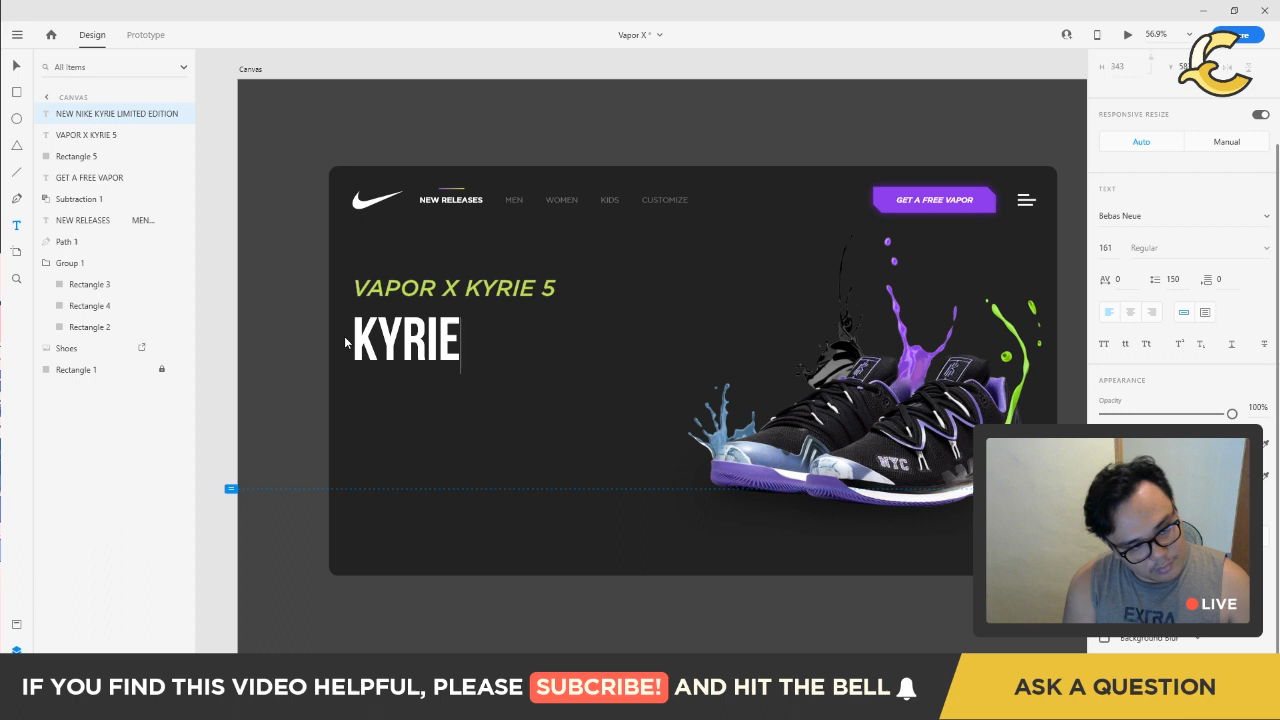 Design
Prototype
Vapor X *
56.9%
All Items
Canvas
CANVAS
NEW NIKE KYRIE LIMITED EDITION
VAPOR X KYRIE 5
Rectangle 5
GET A FREE VAPOR
Subtraction 1
NEW RELEASES MEN...
Path 1
Group 1
Rectangle 3
Rectangle 4
Rectangle 2
Shoes
Rectangle 1
NEW RELEASES
MEN
WOMEN
KIDS
CUSTOMIZE
GET A FREE VAPOR
VAPOR X KYRIE 5
KYRIE
NYC
H 343
Y
RESPONSIVE RESIZE
Auto
Manual
TEXT
Bebas Neue
161
Regular
0
150
0
APPEARANCE
Opacity
100%
Background Blur
EXTRA
LIVE
IF YOU FIND THIS VIDEO HELPFUL, PLEASE SUBCRIBE! AND HIT THE BELL
ASK A QUESTION